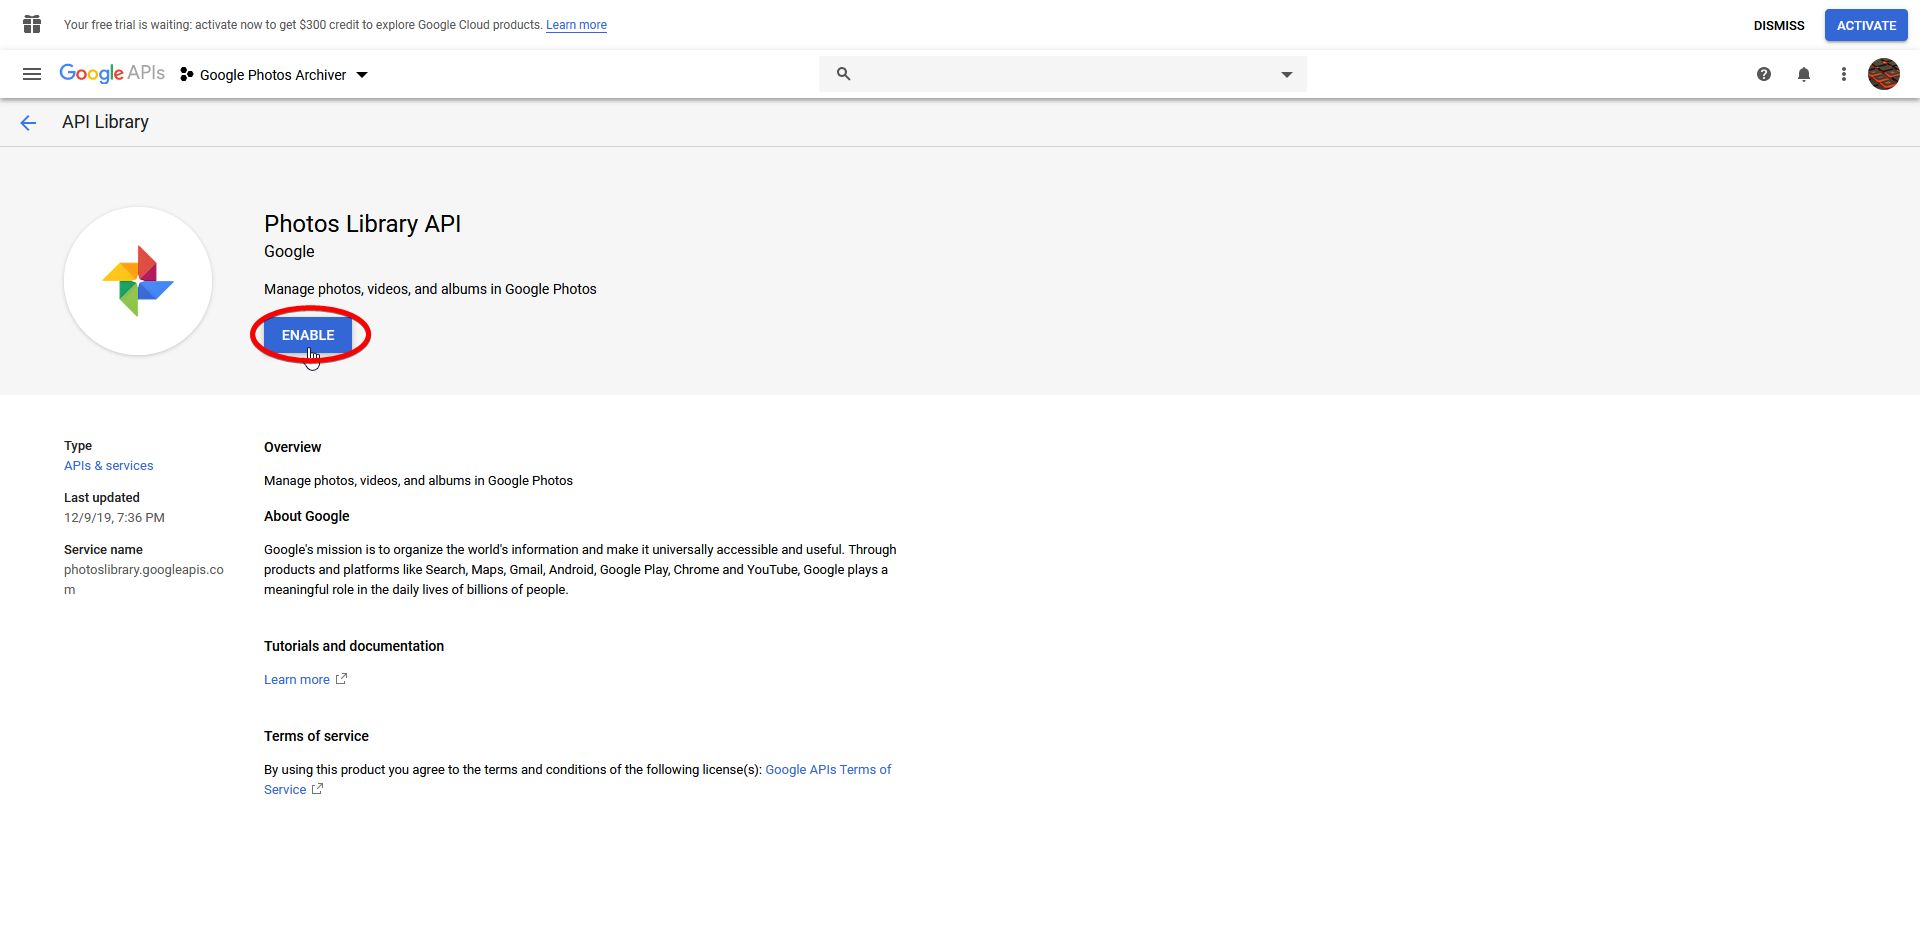 Your free trial is waiting: activate now to get $300 credit to explore Google Cloud products. Learn more
DISMISS
ACTIVATE
Google APIs
Google Photos Archiver
API Library
Photos Library API
Google
Manage photos, videos, and albums in Google Photos
ENABLE
Type
APIs & services
Last updated
12/9/19, 7:36 PM
Service name
photoslibrary.googleapis.co
m
Overview
Manage photos, videos, and albums in Google Photos
About Google
Google's mission is to organize the world's information and make it universally accessible and useful. Through
products and platforms like Search, Maps, Gmail, Android, Google Play, Chrome and YouTube, Google plays a
meaningful role in the daily lives of billions of people.
Tutorials and documentation
Learn more
Terms of service
By using this product you agree to the terms and conditions of the following license(s): Google APIs Terms of
Service